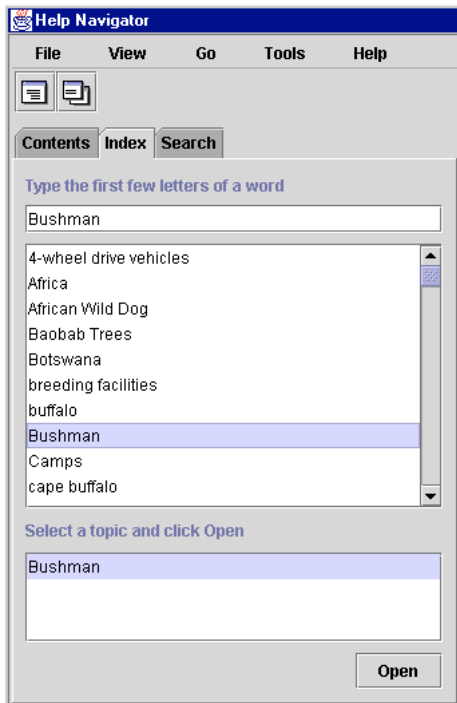 Help Navigator
File View Go Tools Help
Contents Index Search
Type the first few letters of a word
Bushman
4-wheel drive vehicles
Africa
African Wild Dog
Baobab Trees
Botswana
breeding facilities
buffalo
Bushman
Camps
cape buffalo
Select a topic and click Open
Bushman
Open